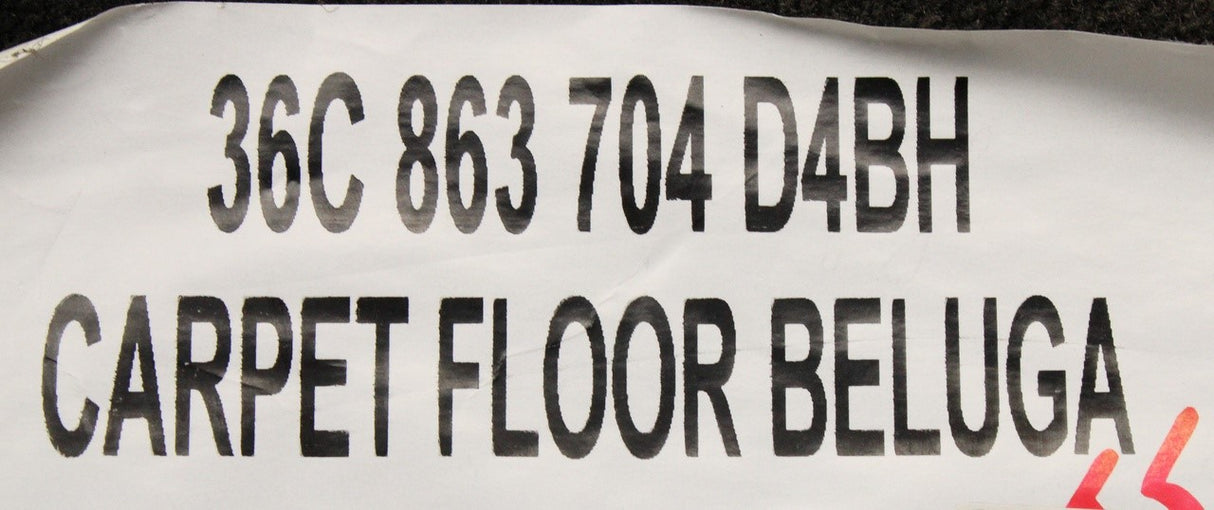 36C 863 704 D4BH
CARPET FLOOR BELUGA